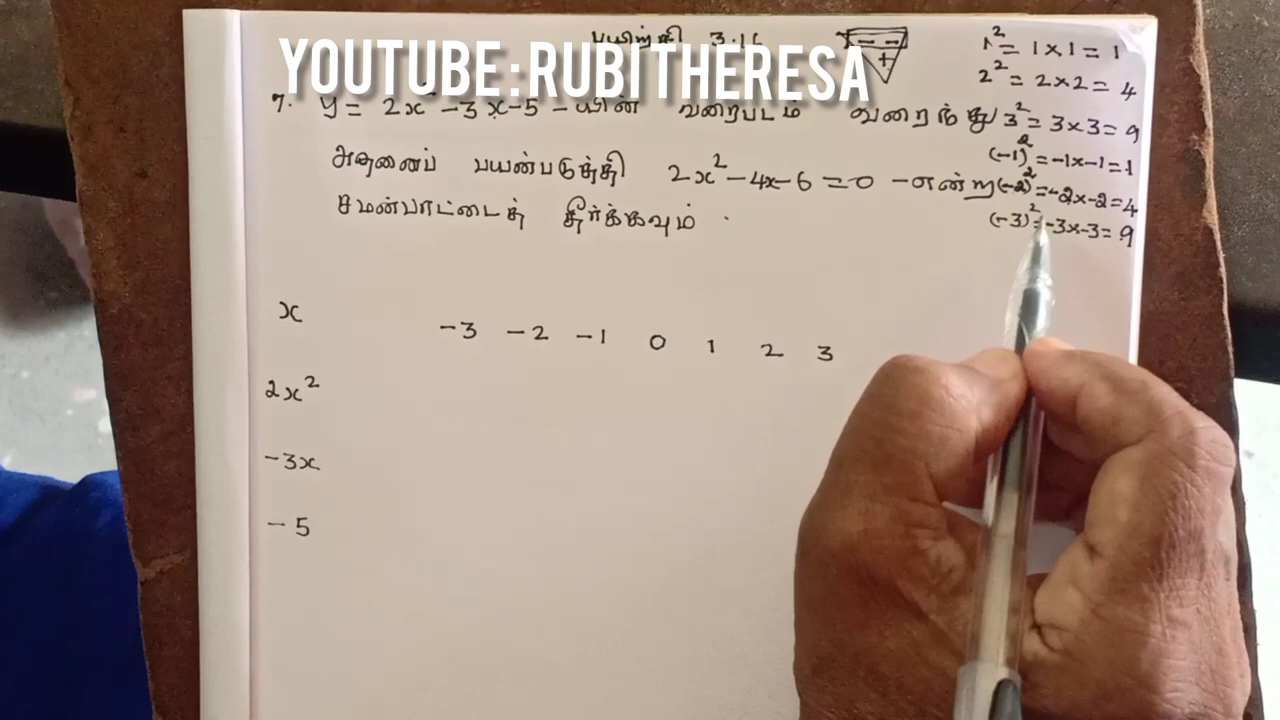 பயிற்சி 3.16
YOUTUBE : RUBI THERESA
7. y = 2x² - 3x - 5 - யின் வரைபடம் வரைந்து
அதனைப் பயன்படுத்தி 2x² - 4x - 6 = 0 - என்ற
சமன்பாட்டைத் தீர்க்கவும் .
1² = 1 x 1 = 1
2² = 2 x 2 = 4
3² = 3 x 3 = 9
(-1)² = -1 x -1 = 1
(-2)² = -2 x -2 = 4
(-3)² = -3 x -3 = 9
- -
+
x -3 -2 -1 0 1 2 3
2x²
-3x
-5